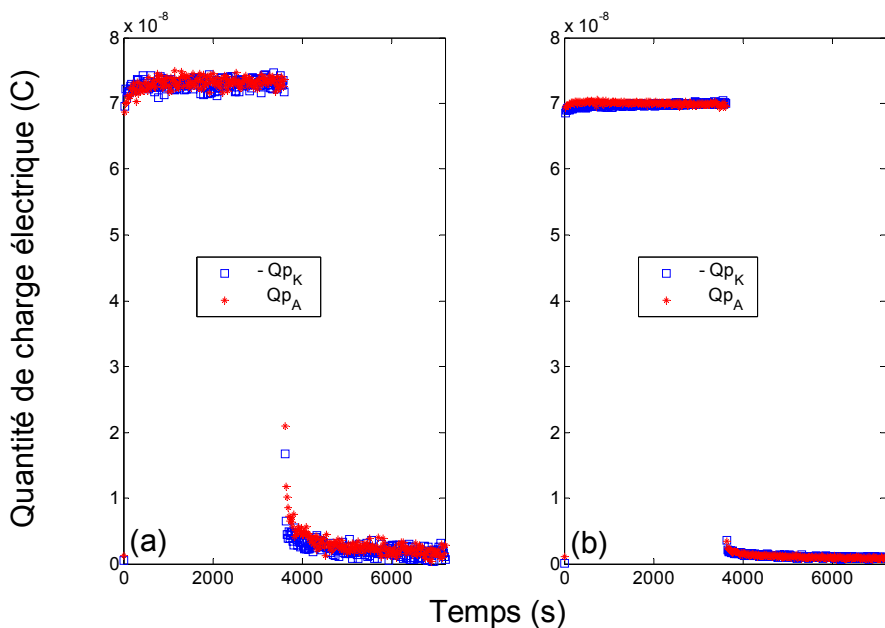 x 10^-8
8
7
6
5
4
3
2
1
0
0 2000 4000 6000
- Qp_K
Qp_A
(a)
x 10^-8
8
7
6
5
4
3
2
1
0
0 2000 4000 6000
- Qp_K
Qp_A
(b)
Quantité de charge électrique (C)
Temps (s)